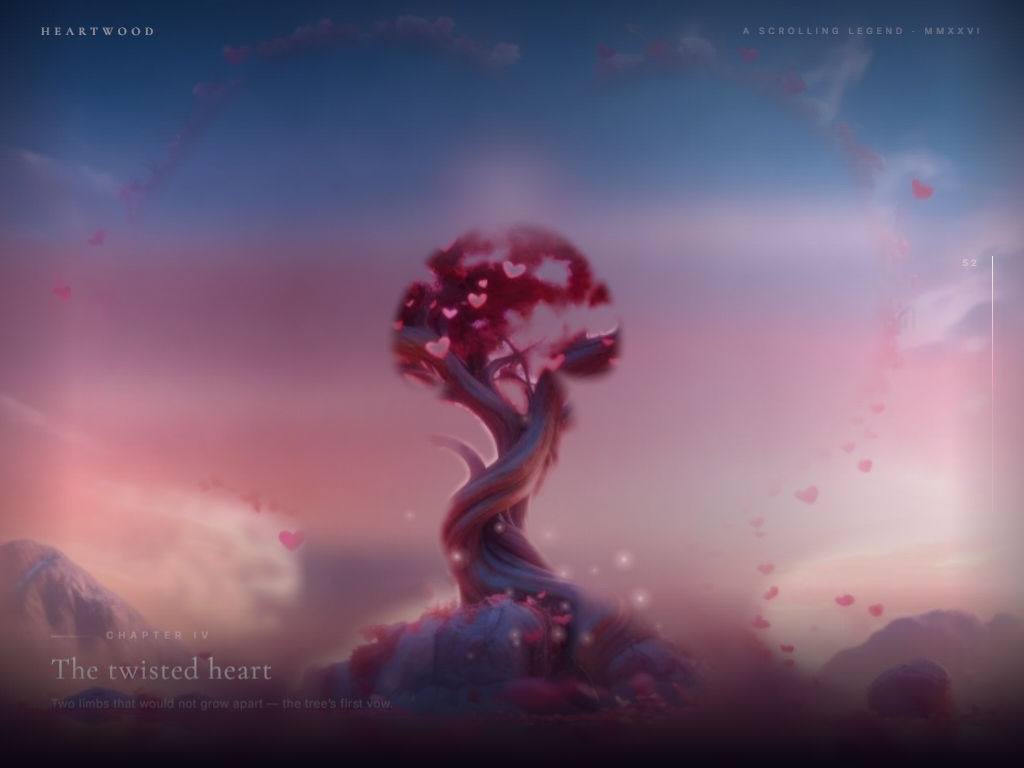 HEARTWOOD
A SCROLLING LEGEND - MMXXVI
52
CHAPTER IV
The twisted heart
Two limbs that would not grow apart — the tree's first vow.